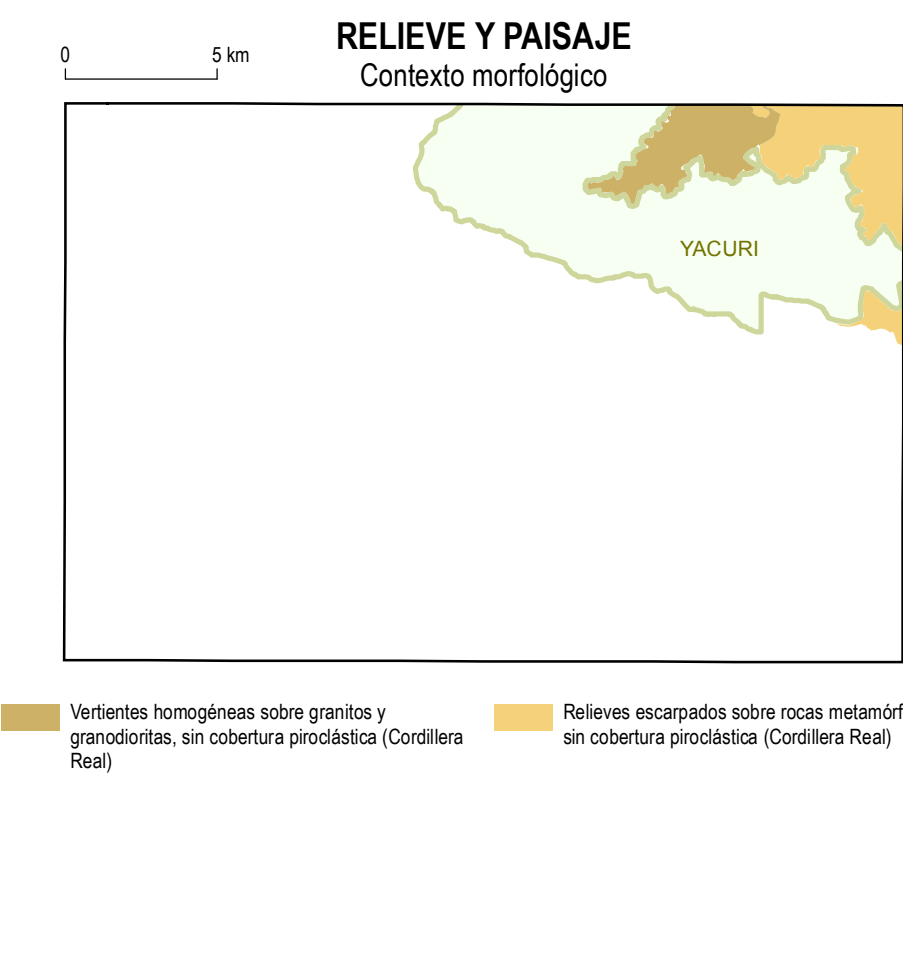 RELIEVE Y PAISAJE
0 5 km
Contexto morfológico
YACURI
Vertientes homogéneas sobre granitos y
granodioritas, sin cobertura piroclástica (Cordillera
Real)
Relieves escarpados sobre rocas
sin cobertura piroclástica (Cordillera Real)